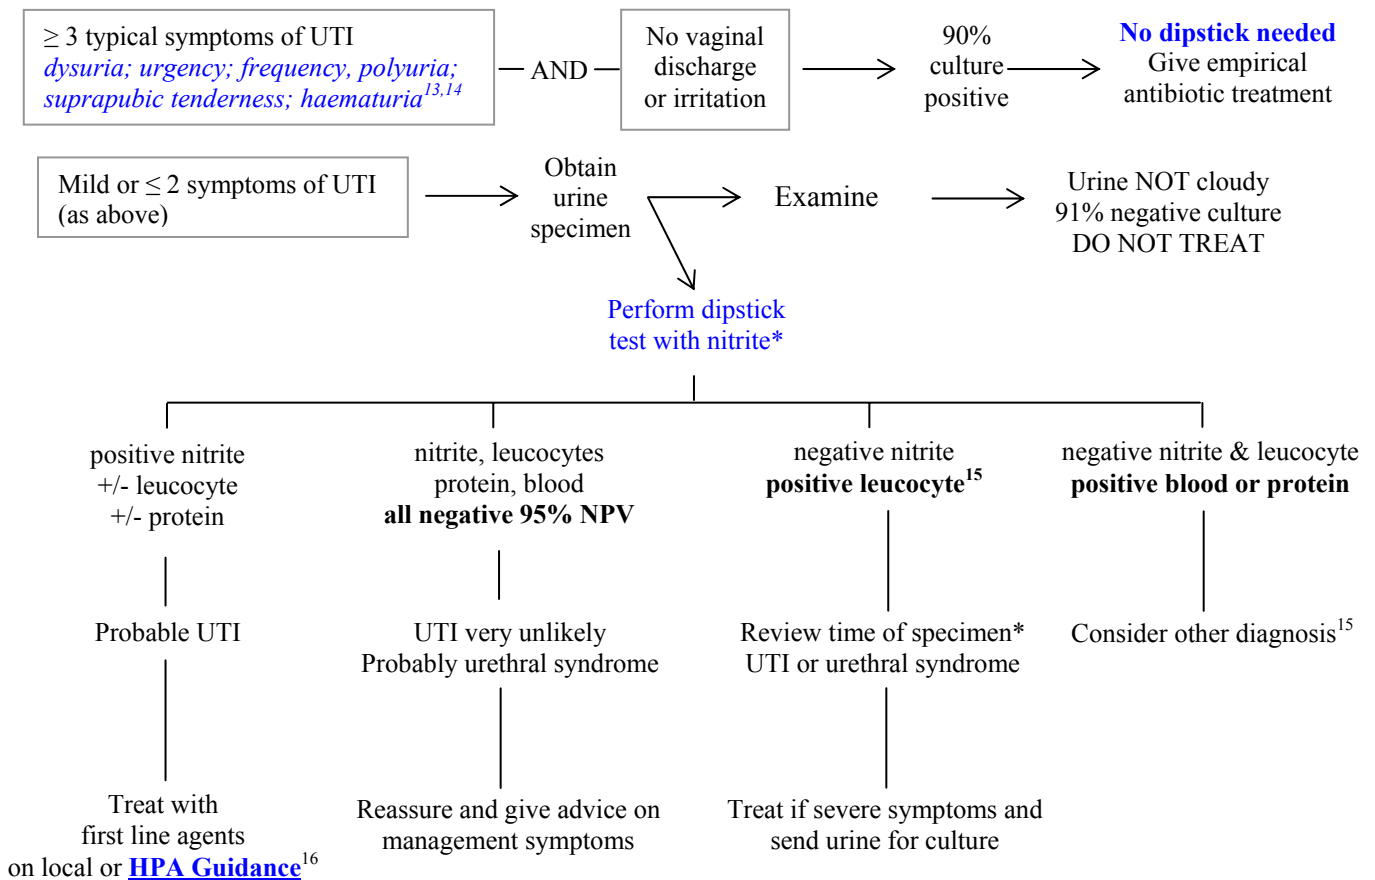 ≥ 3 typical symptoms of UTI
dysuria; urgency; frequency, polyuria;
suprapubic tenderness; haematuria13,14
AND
No vaginal
discharge
or irritation
90%
culture
positive
No dipstick needed
Give empirical
antibiotic treatment
Mild or ≤ 2 symptoms of UTI
(as above)
Obtain
urine
specimen
Examine
Urine NOT cloudy
91% negative culture
DO NOT TREAT
Perform dipstick
test with nitrite*
positive nitrite
+/- leucocyte
+/- protein
nitrite, leucocytes
protein, blood
all negative 95% NPV
negative nitrite
positive leucocyte15
negative nitrite & leucocyte
positive blood or protein
Probable UTI
UTI very unlikely
Probably urethral syndrome
Review time of specimen*
UTI or urethral syndrome
Consider other diagnosis15
Treat with
first line agents
on local or HPA Guidance16
Reassure and give advice on
management symptoms
Treat if severe symptoms and
send urine for culture